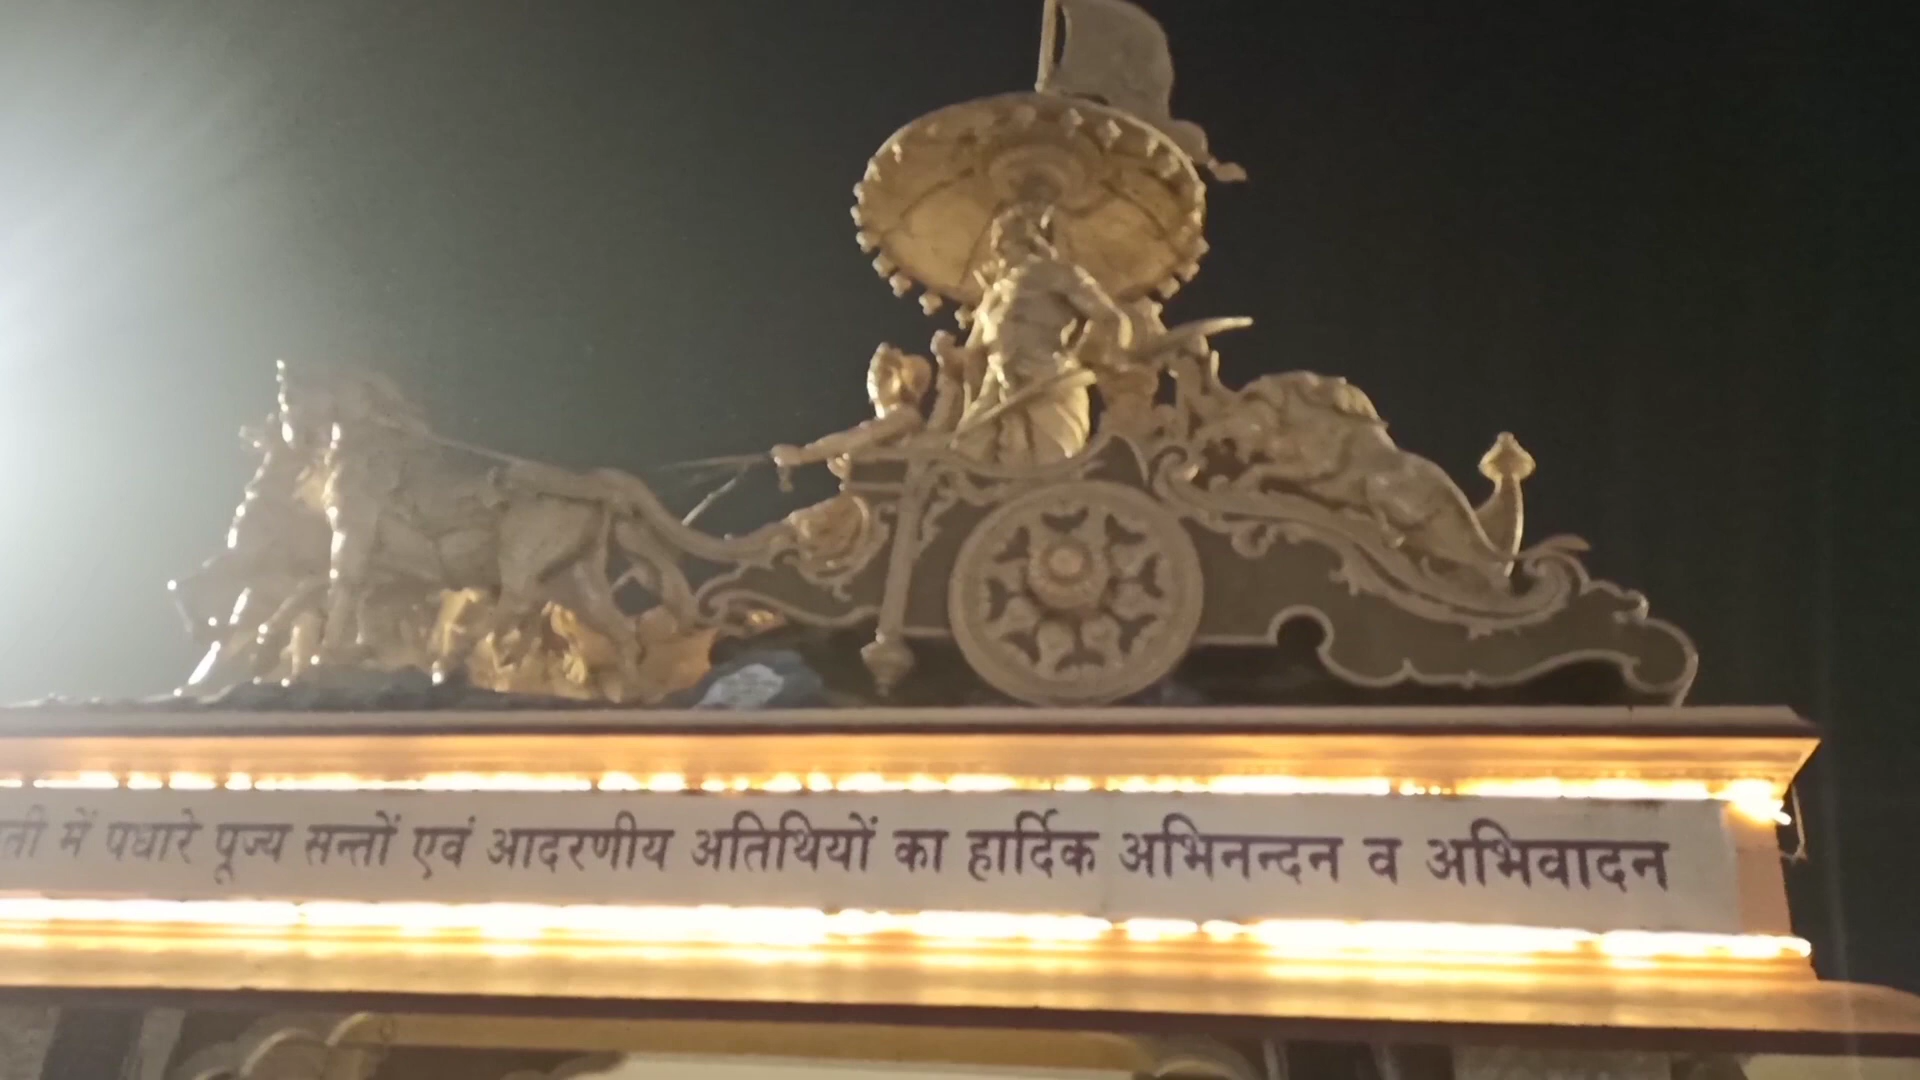 में पधारे पूज्य सन्तों एवं आदरणीय अतिथियों का हार्दिक अभिनन्दन व अभिवादन